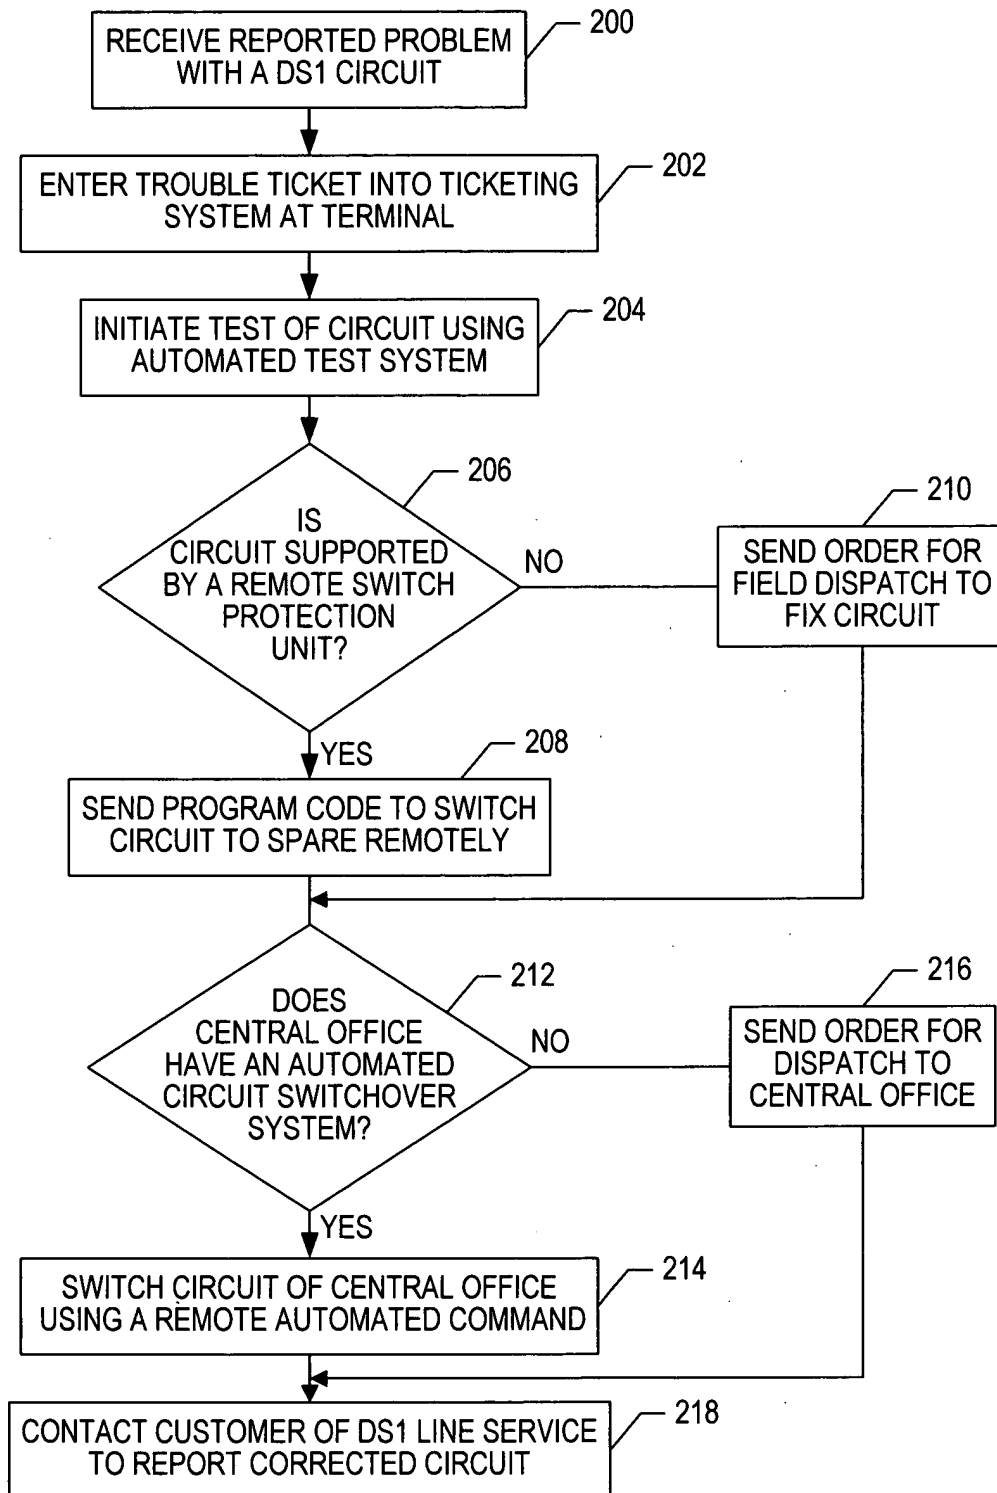 RECEIVE REPORTED PROBLEM
WITH A DS1 CIRCUIT
200
ENTER TROUBLE TICKET INTO TICKETING
SYSTEM AT TERMINAL
202
INITIATE TEST OF CIRCUIT USING
AUTOMATED TEST SYSTEM
204
IS
CIRCUIT SUPPORTED
BY A REMOTE SWITCH
PROTECTION
UNIT?
206
NO
SEND ORDER FOR
FIELD DISPATCH TO
FIX CIRCUIT
210
YES
SEND PROGRAM CODE TO SWITCH
CIRCUIT TO SPARE REMOTELY
208
DOES
CENTRAL OFFICE
HAVE AN AUTOMATED
CIRCUIT SWITCHOVER
SYSTEM?
212
NO
SEND ORDER FOR
DISPATCH TO
CENTRAL OFFICE
216
YES
SWITCH CIRCUIT OF CENTRAL OFFICE
USING A REMOTE AUTOMATED COMMAND
214
CONTACT CUSTOMER OF DS1 LINE SERVICE
TO REPORT CORRECTED CIRCUIT
218